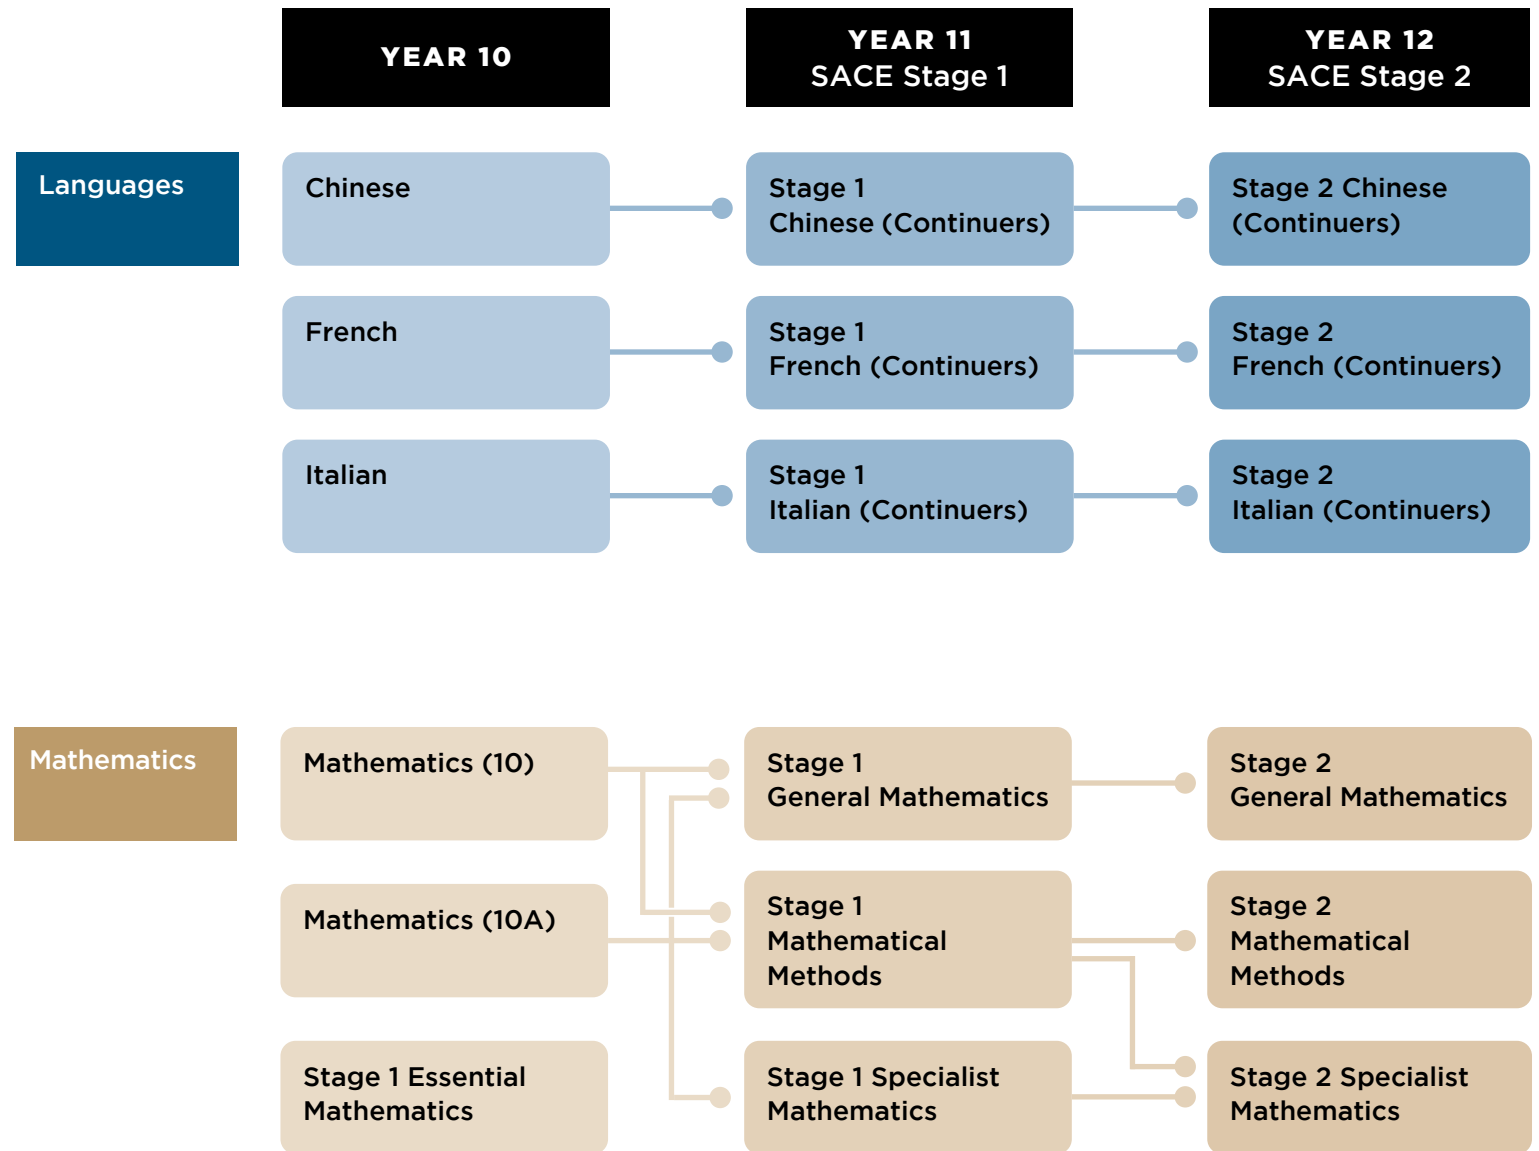 YEAR 10
YEAR 11
SACE Stage 1
YEAR 12
SACE Stage 2
Languages
Chinese
Stage 1
Chinese (Continuers)
Stage 2 Chinese
(Continuers)
French
Stage 1
French (Continuers)
Stage 2
French (Continuers)
Italian
Stage 1
Italian (Continuers)
Stage 2
Italian (Continuers)
Mathematics
Mathematics (10)
Stage 1
General Mathematics
Stage 2
General Mathematics
Mathematics (10A)
Stage 1
Mathematical
Methods
Stage 2
Mathematical
Methods
Stage 1 Essential
Mathematics
Stage 1 Specialist
Mathematics
Stage 2 Specialist
Mathematics